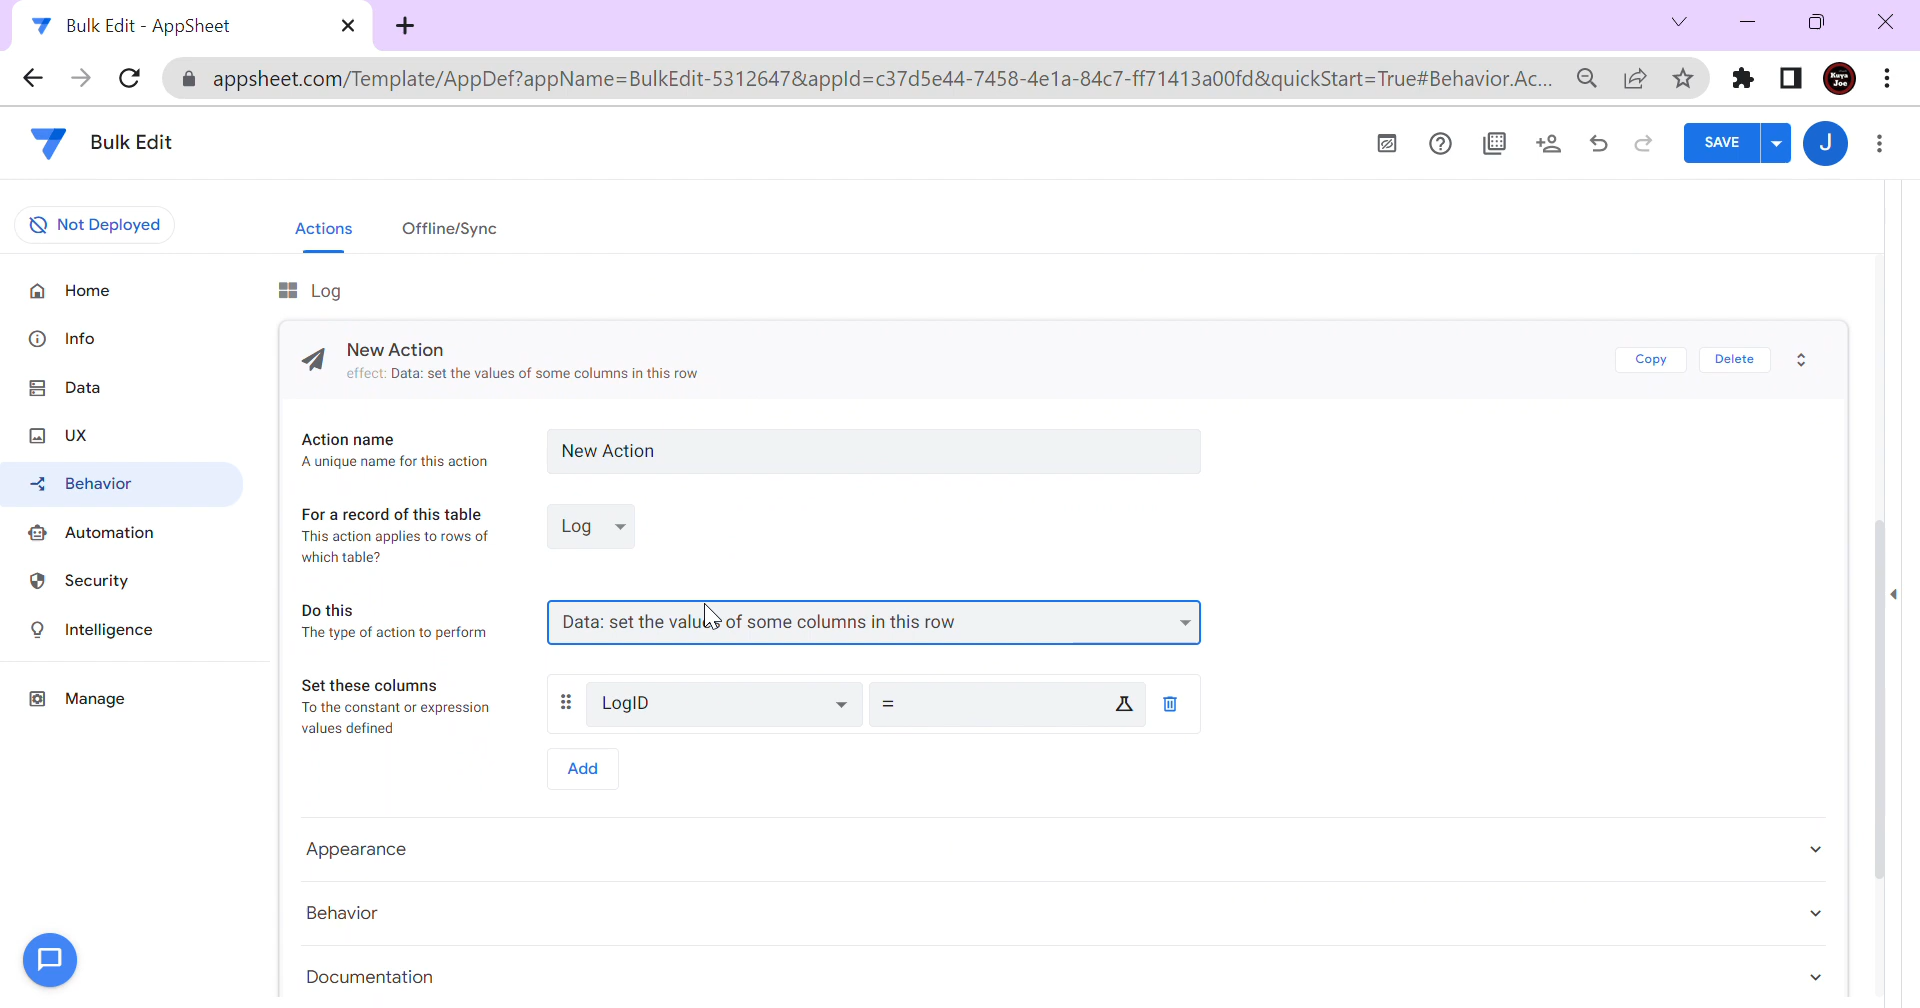 Bulk Edit - AppSheet
appsheet.com/Template/AppDef?appName=BulkEdit-5312647&appId=c37d5e44-7458-4e1a-84c7-ff71413a00fd&quickStart=True#Behavior.Ac...
Kuya Joe
Bulk Edit
SAVE
J
Not Deployed
Actions
Offline/Sync
Home
Info
Data
UX
Behavior
Automation
Security
Intelligence
Manage
Log
New Action
effect: Data: set the values of some columns in this row
Copy
Delete
Action name
A unique name for this action
New Action
For a record of this table
This action applies to rows of
which table?
Log
Do this
The type of action to perform
Data: set the values of some columns in this row
Set these columns
To the constant or expression
values defined
LogID
=
Add
Appearance
Behavior
Documentation